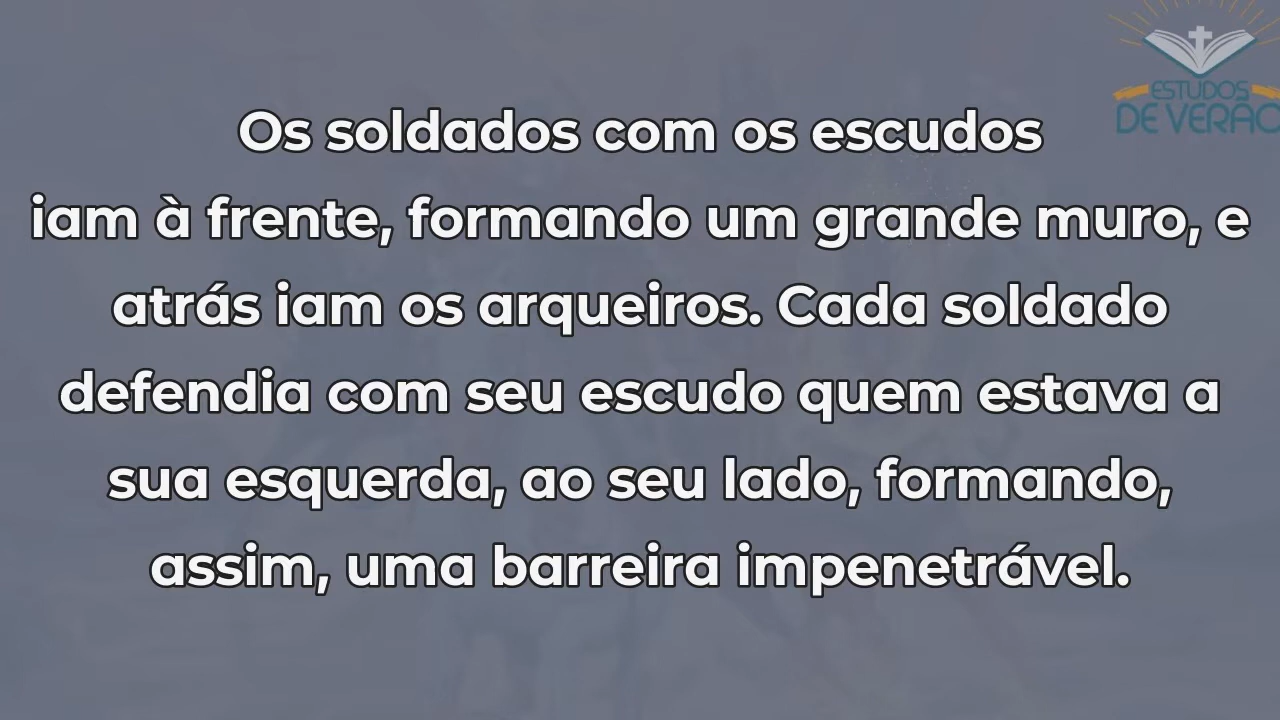 ESTUDOS
DE VERÃO
Os soldados com os escudos
iam à frente, formando um grande muro, e
atrás iam os arqueiros. Cada soldado
defendia com seu escudo quem estava a
sua esquerda, ao seu lado, formando,
assim, uma barreira impenetrável.